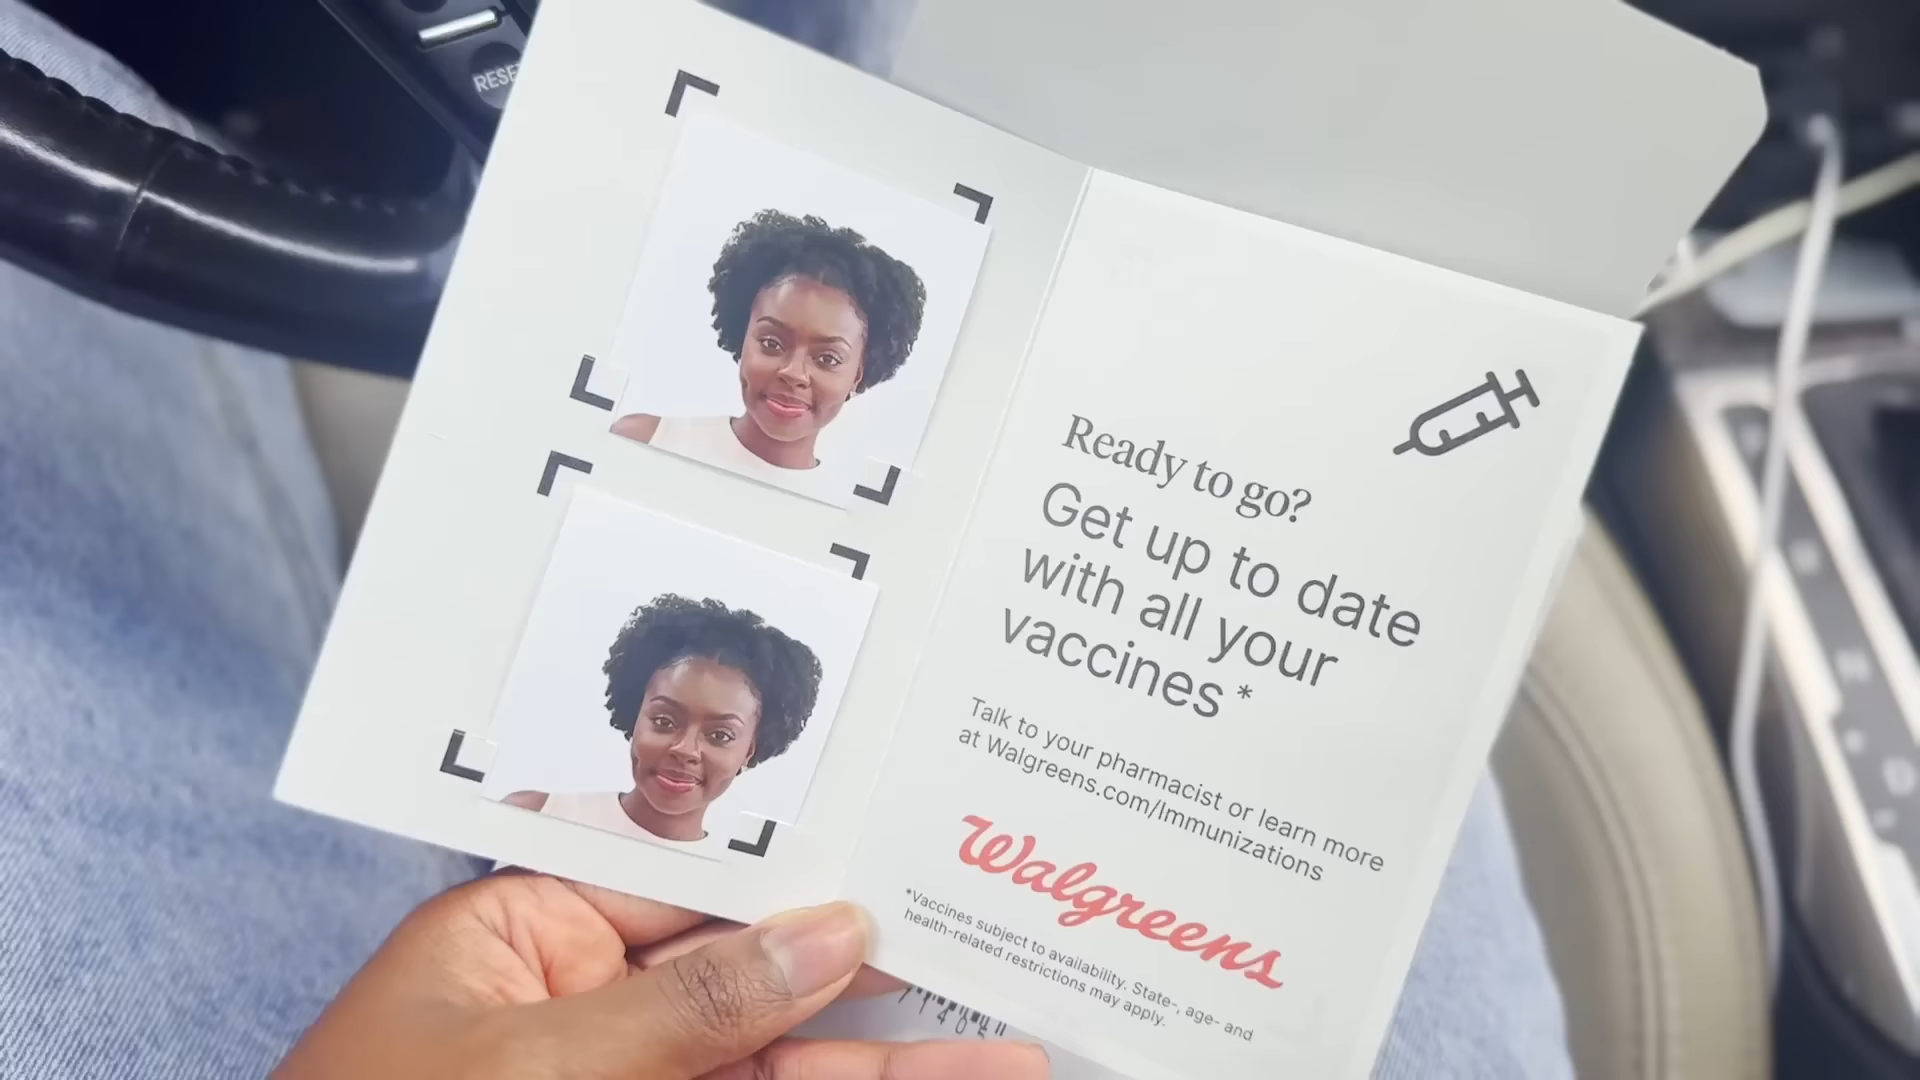 RESET
Ready to go?
Get up to date
with all your
vaccines*
Talk to your pharmacist or learn more
at Walgreens.com/Immunizations
Walgreens
*Vaccines subject to availability. State-, age- and
health-related restrictions may apply.